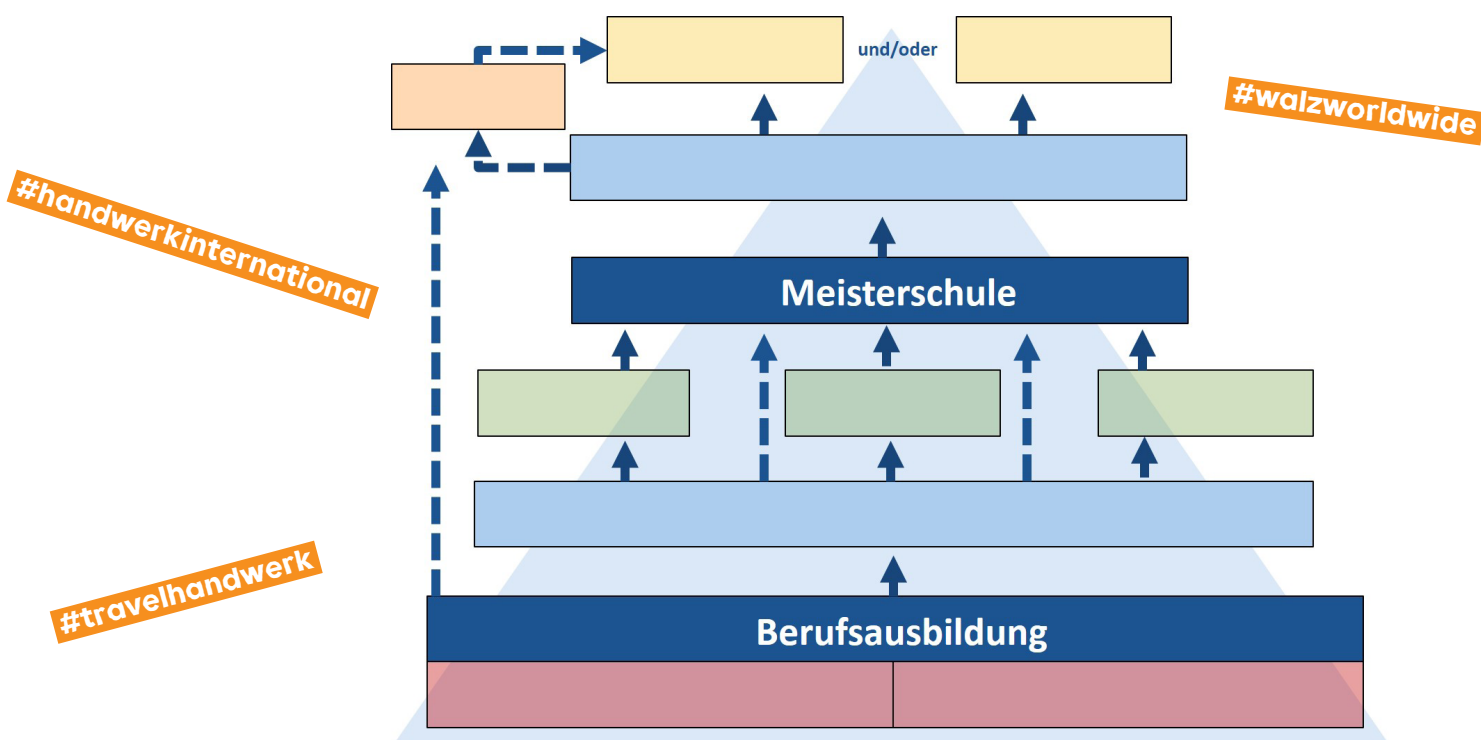 und/oder
#walzworldwide
#handwerkinternational
Meisterschule
#travelhandwerk
Berufsausbildung